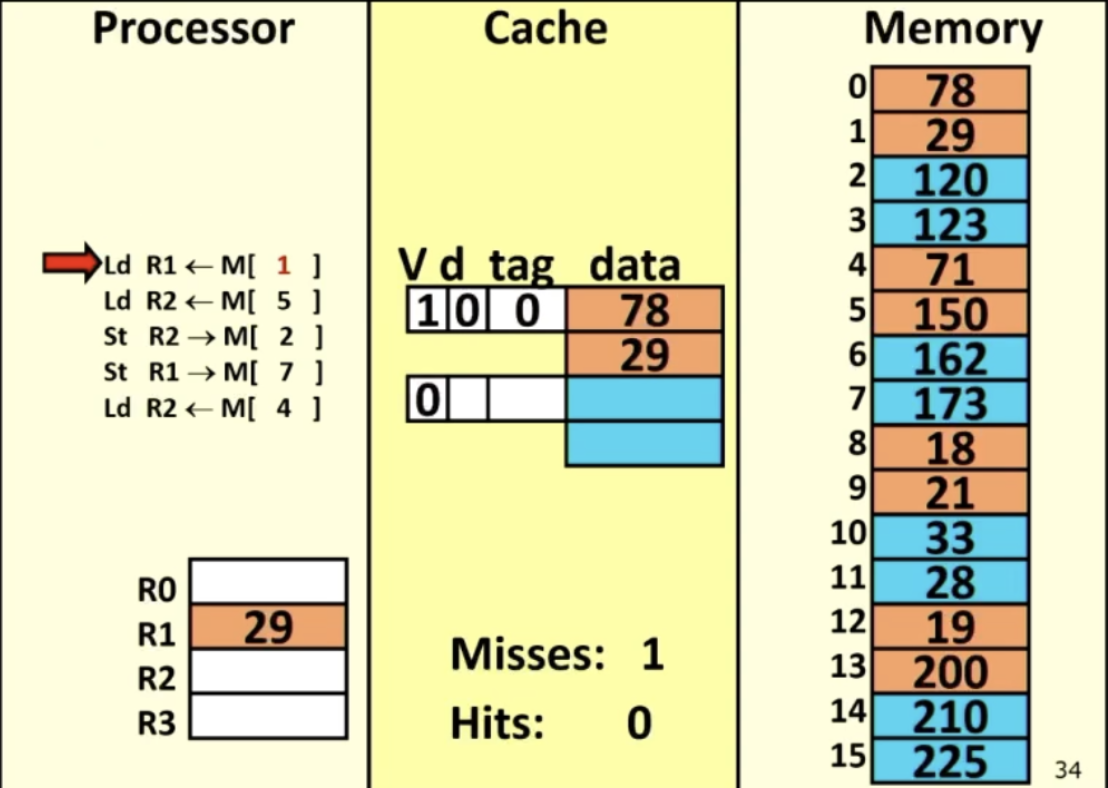 Processor
Cache
Memory
Ld R1 ← M[ 1 ]
Ld R2 ← M[ 5 ]
St R2 → M[ 2 ]
St R1 → M[ 7 ]
Ld R2 ← M[ 4 ]
R0
R1 29
R2
R3
V d tag data
1 0 0 78
29
0
Misses: 1
Hits: 0
0 78
1 29
2 120
3 123
4 71
5 150
6 162
7 173
8 18
9 21
10 33
11 28
12 19
13 200
14 210
15 225
34